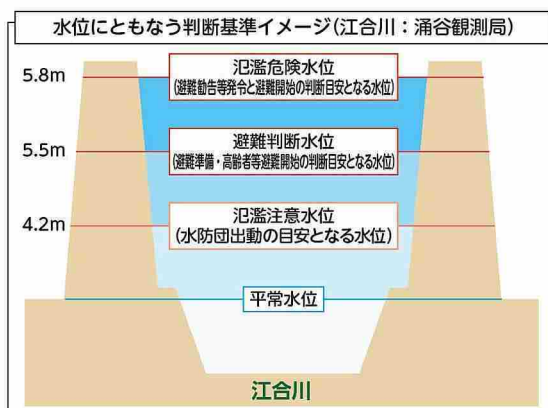 水位にともなう判断基準イメージ(江合川：涌谷観測局)
5.8m
氾濫危険水位
(避難勧告等発令と避難開始の判断目安となる水位)
5.5m
避難判断水位
(避難準備・高齢者等避難開始の判断目安となる水位)
4.2m
氾濫注意水位
(水防団出動の目安となる水位)
平常水位
江合川